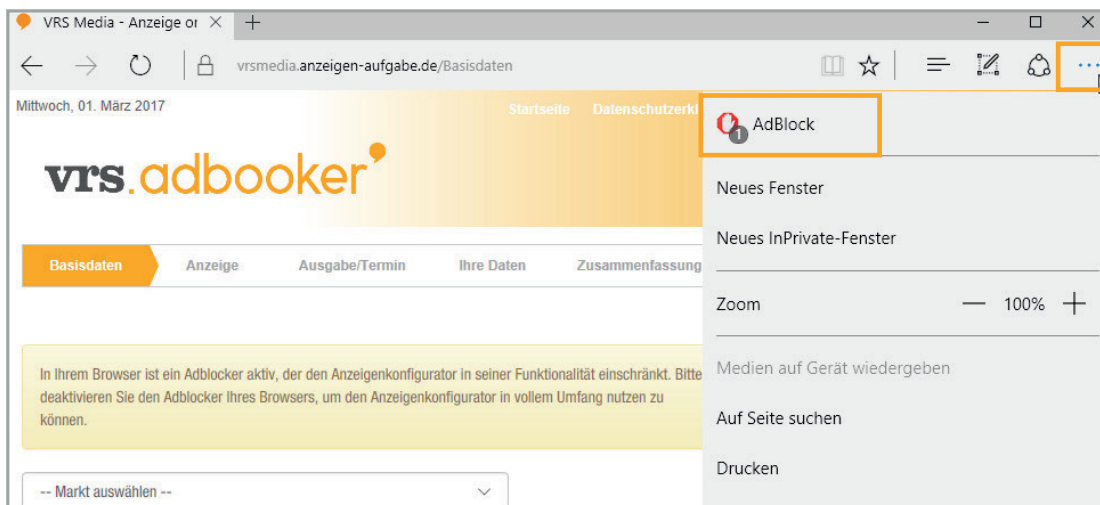 VRS Media - Anzeige or
vrsmedia.anzeigen-aufgabe.de/Basisdaten
Mittwoch, 01. März 2017
Startseite Datenschutzerkl
vrs.adbooker
Basisdaten Anzeige Ausgabe/Termin Ihre Daten Zusammenfassung
In Ihrem Browser ist ein Adblocker aktiv, der den Anzeigenkonfigurator in seiner Funktionalität einschränkt. Bitte
deaktivieren Sie den Adblocker Ihres Browsers, um den Anzeigenkonfigurator in vollem Umfang nutzen zu
können.
-- Markt auswählen --
1 AdBlock
Neues Fenster
Neues InPrivate-Fenster
Zoom 100%
Medien auf Gerät wiedergeben
Auf Seite suchen
Drucken